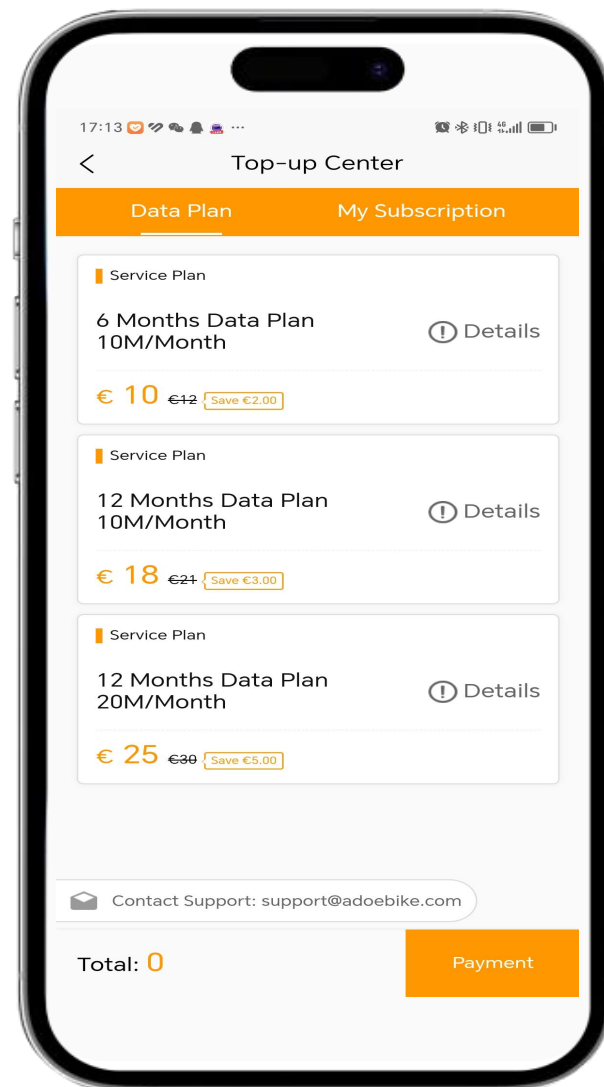 17:13
Top-up Center
Data Plan
My Subscription
Service Plan
6 Months Data Plan
10M/Month
Details
€ 10 €12 Save €2.00
Service Plan
12 Months Data Plan
10M/Month
Details
€ 18 €21 Save €3.00
Service Plan
12 Months Data Plan
20M/Month
Details
€ 25 €30 Save €5.00
Contact Support: support@adoebike.com
Total: 0
Payment